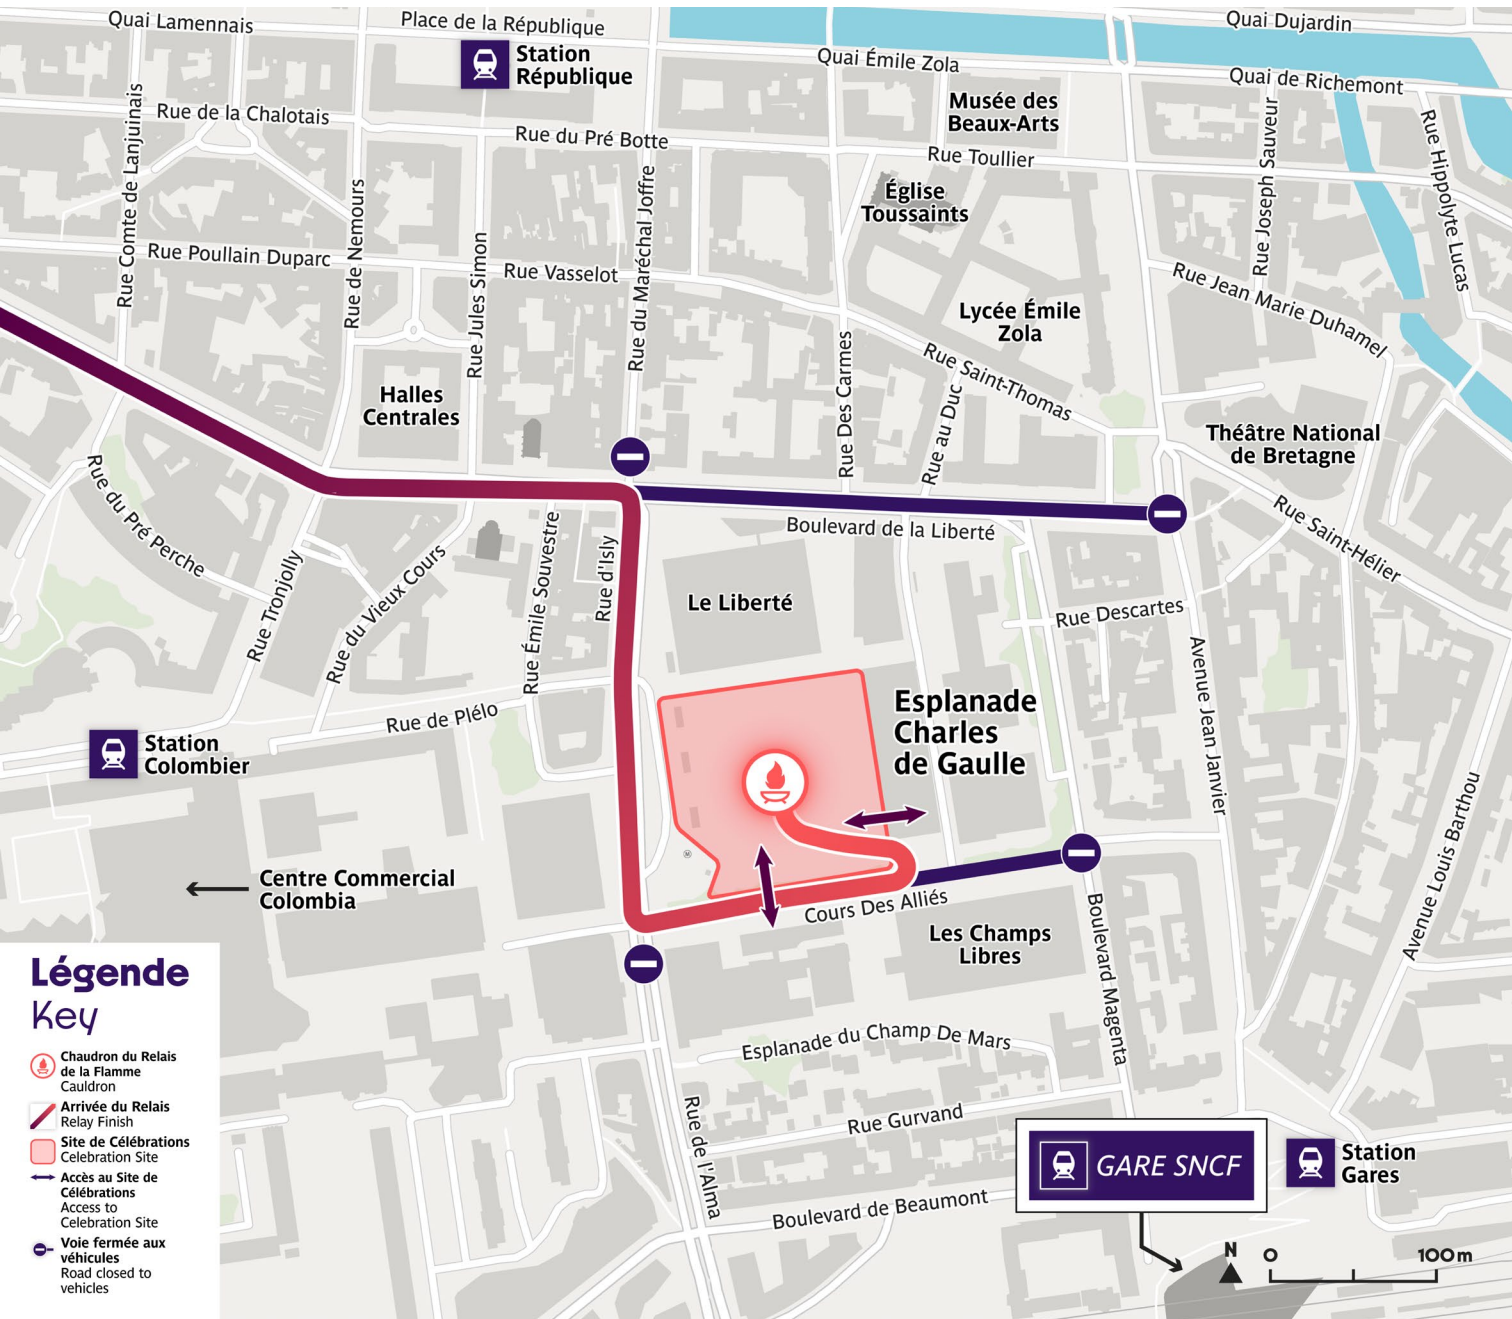 Quai Lamennais
Place de la République
Quai Dujardin
Station
République
Quai Émile Zola
Quai de Richemont
Rue de la Chalotais
Rue du Pré Botte
Musée des
Beaux-Arts
Rue Toullier
Rue Comte de Lanjuinais
Rue de Nemours
Rue Jules Simon
Rue du Maréchal Joffre
Rue Joseph Sauveur
Rue Hippolyte Lucas
Église
Toussaints
Rue Poullain Duparc
Rue Vasselot
Rue Jean Marie Duhamel
Lycée Émile
Zola
Rue Saint-Thomas
Rue Des Carmes
Rue au Duc
Halles
Centrales
Théâtre National
de Bretagne
Rue du Pré Perche
Boulevard de la Liberté
Rue Saint-Hélier
Rue Tronjolly
Rue du Vieux Cours
Rue Émile Souvestre
Rue d'Isly
Le Liberté
Rue Descartes
Avenue Jean Janvier
Rue de Plélo
Esplanade
Charles
de Gaulle
Station
Colombier
Avenue Louis Barthou
M
Centre Commercial
Colombia
Cours Des Alliés
Les Champs
Libres
Boulevard Magenta
Esplanade du Champ De Mars
Rue Gurvand
Rue de l'Alma
Boulevard de Beaumont
GARE SNCF
Station
Gares
N
0
100m
Légende
Key
Chaudron du Relais
de la Flamme
Cauldron
Arrivée du Relais
Relay Finish
Site de Célébrations
Celebration Site
Accès au Site de
Célébrations
Access to
Celebration Site
Voie fermée aux
véhicules
Road closed to
vehicles